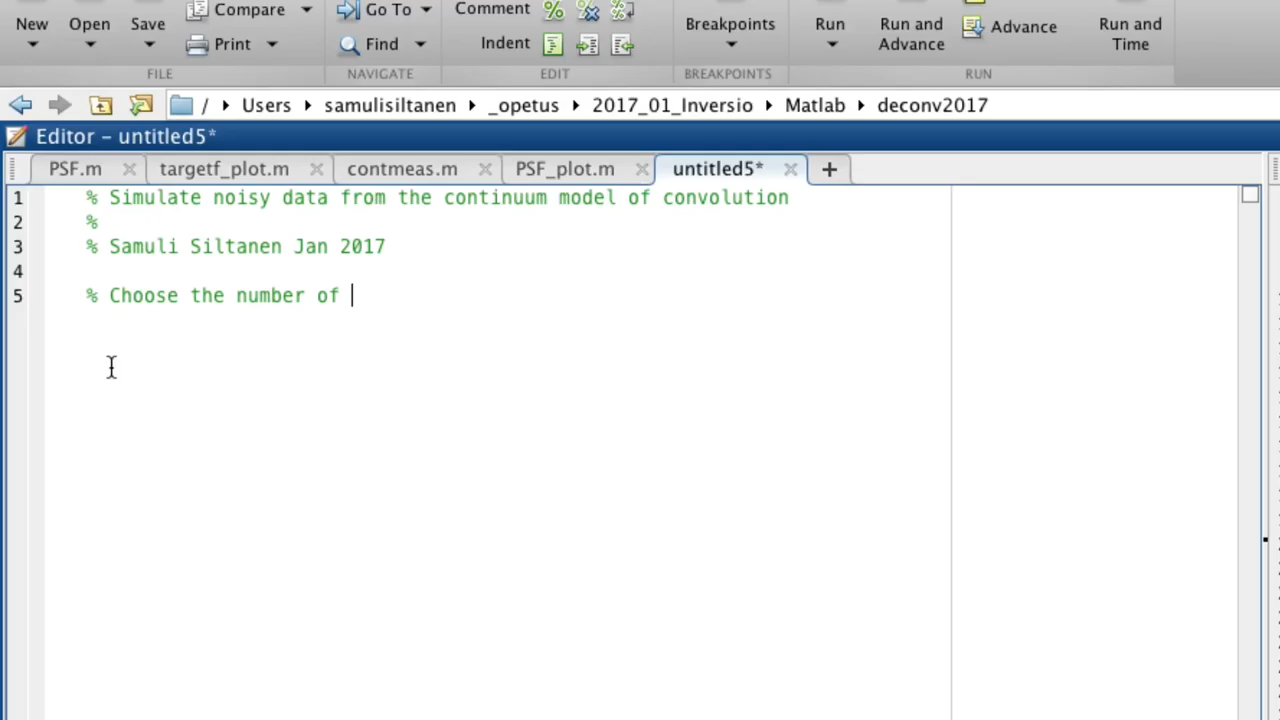 Compare Go To Comment
New Open Save Print Find Indent Breakpoints Run Run and Advance Advance Run and Time
FILE NAVIGATE EDIT BREAKPOINTS RUN
/ Users samulisiltanen _opetus 2017_01_Inversio Matlab deconv2017
Editor - untitled5*
PSF.m targetf_plot.m contmeas.m PSF_plot.m untitled5* +
1 % Simulate noisy data from the continuum model of convolution
2 %
3 % Samuli Siltanen Jan 2017
4
5 % Choose the number of